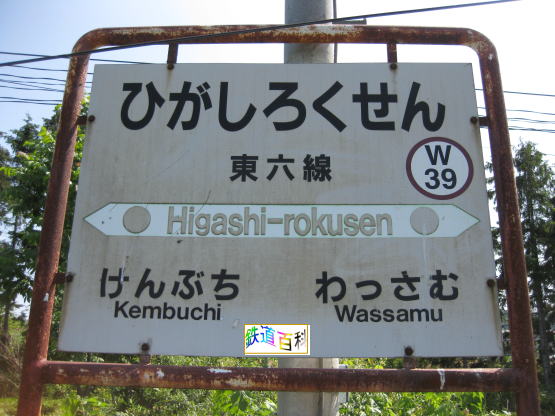 ひがしろくせん
東六線
W
39
Higashi-rokusen
けんぶち わっさむ
Kembuchi Wassamu
鉄道百科